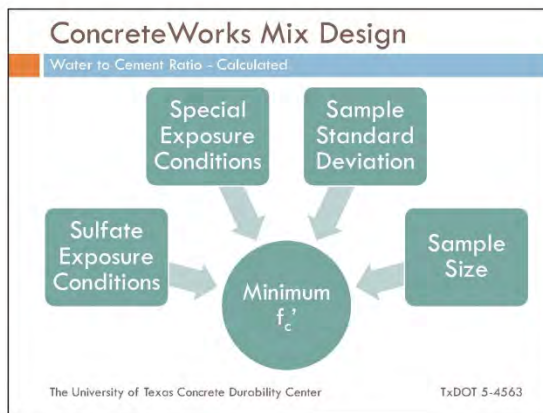 ConcreteWorks Mix Design
Water to Cement Ratio - Calculated
Special
Exposure
Conditions
Sample
Standard
Deviation
Sulfate
Exposure
Conditions
Sample
Size
Minimum
fc'
The University of Texas Concrete Durability Center
TxDOT 5-4563